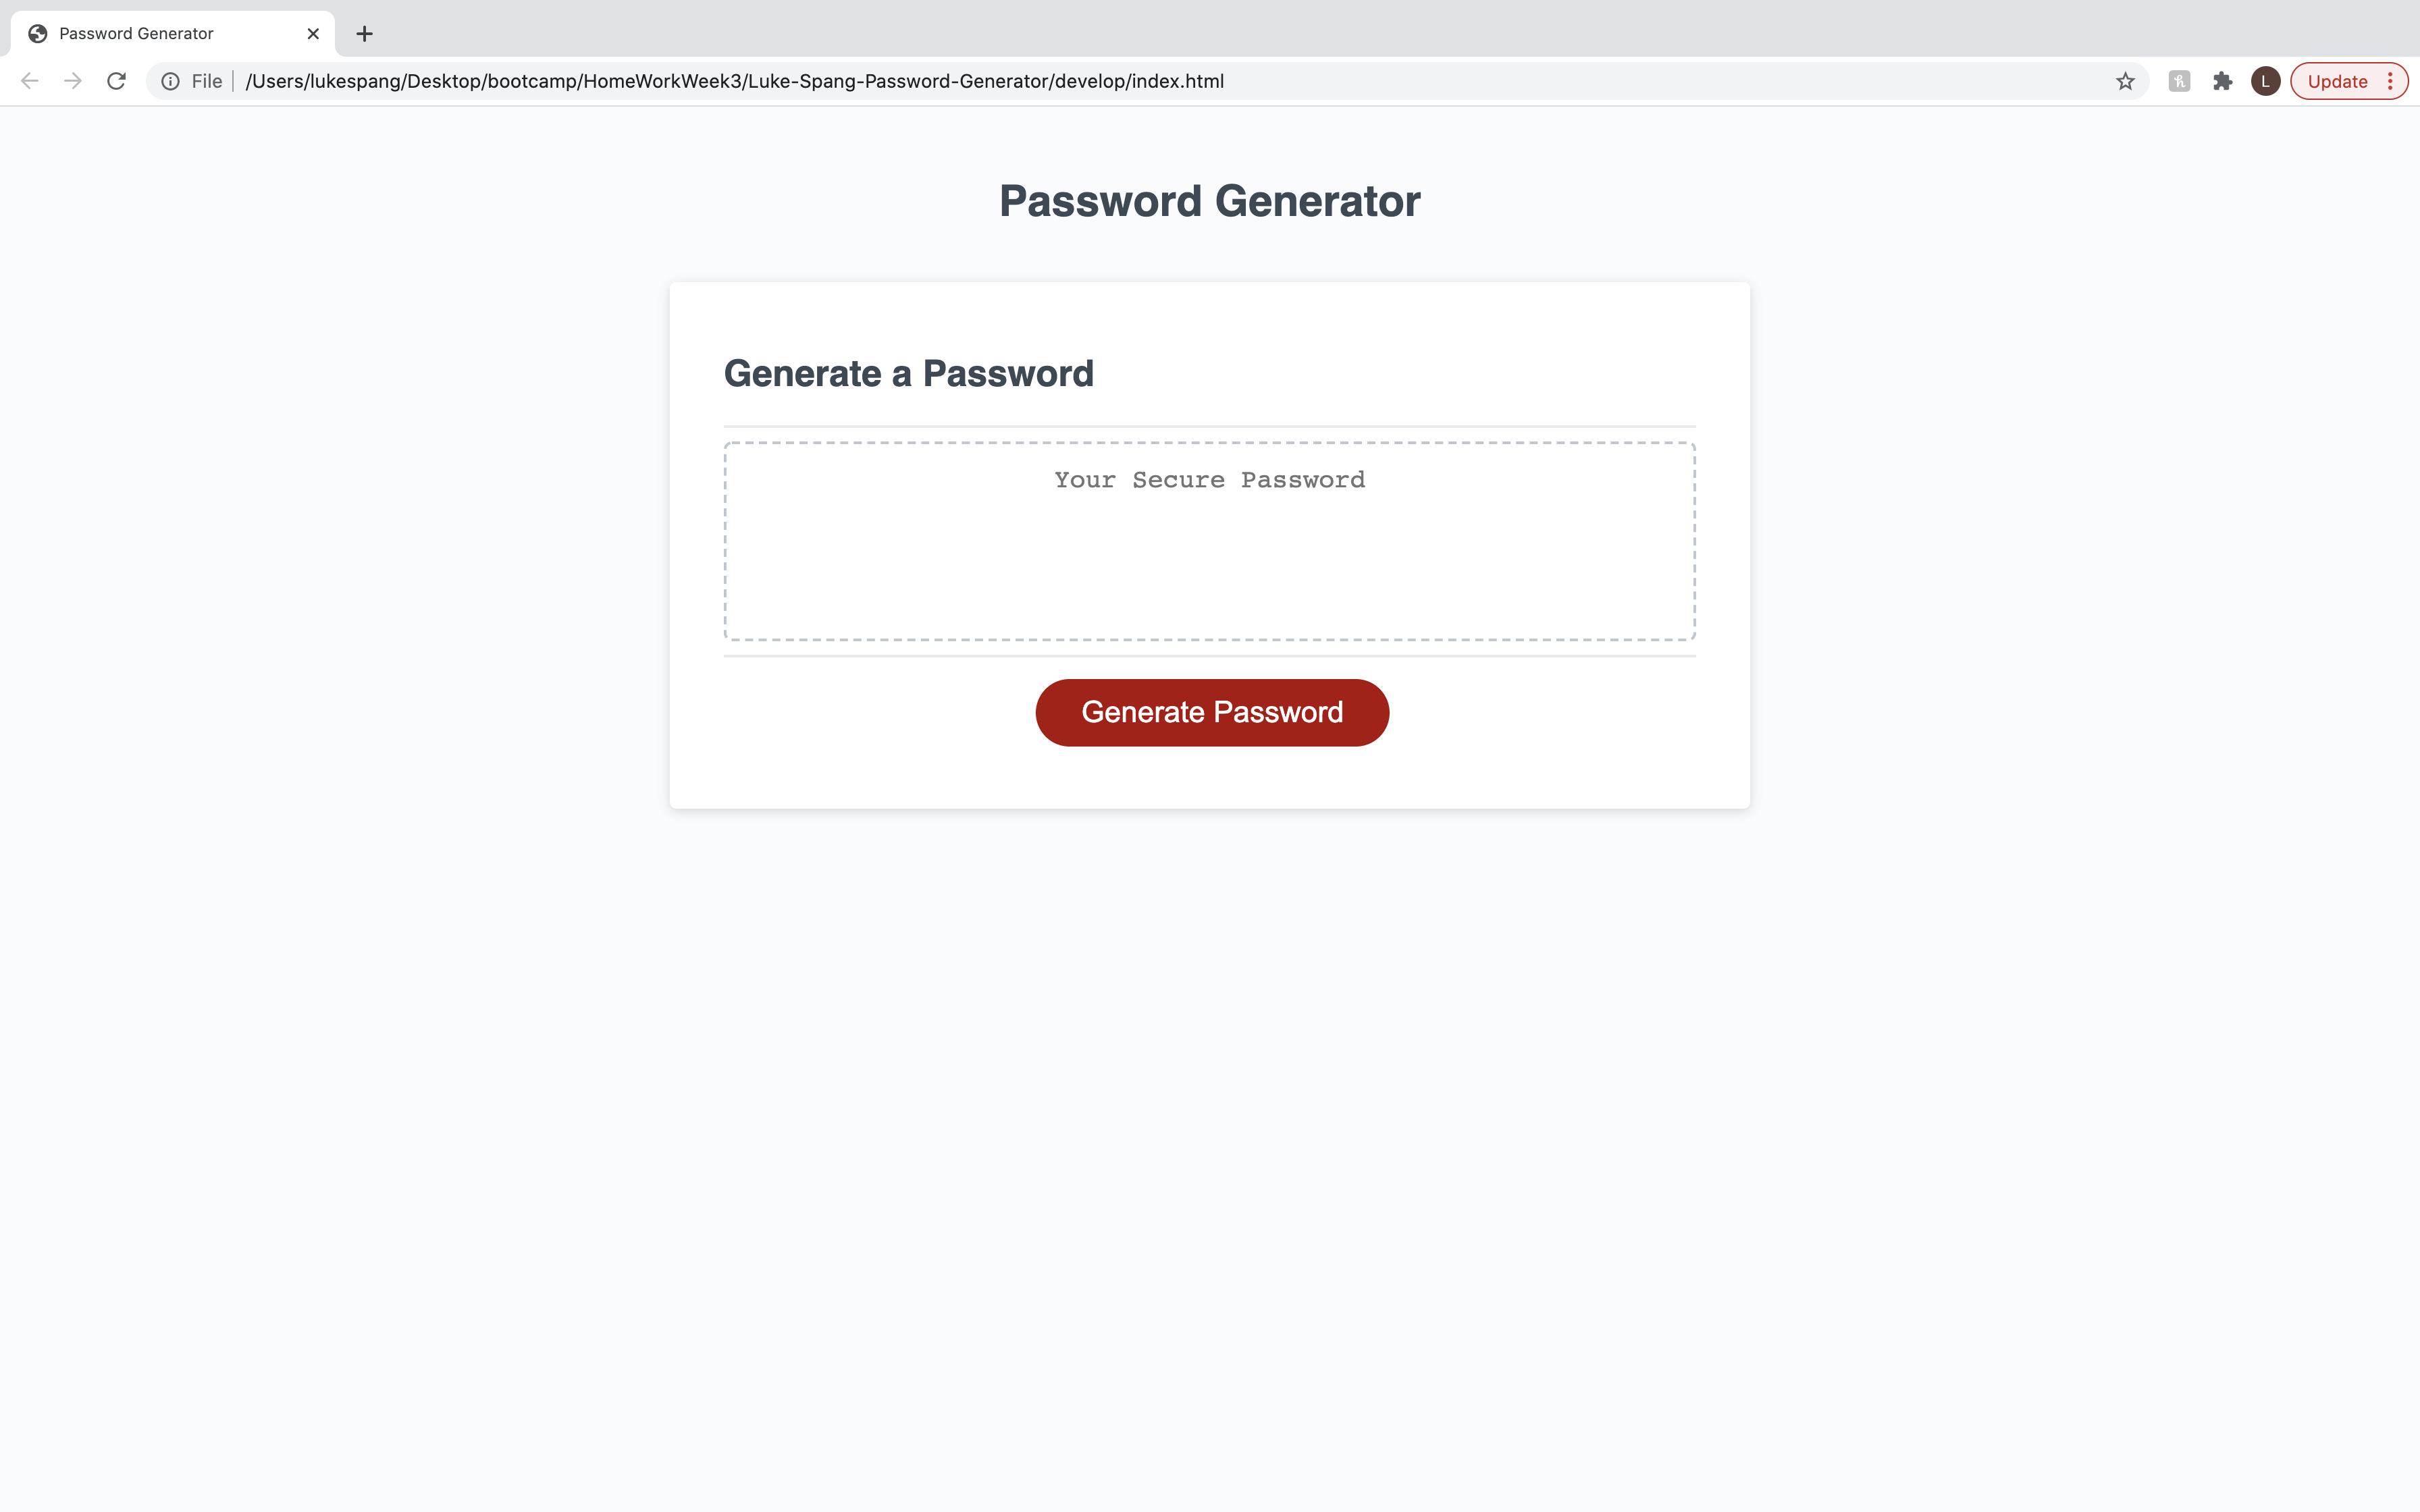 Password Generator
File /Users/lukespang/Desktop/bootcamp/HomeWorkWeek3/Luke-Spang-Password-Generator/develop/index.html
L
Update
Password Generator
Generate a Password
Your Secure Password
Generate Password